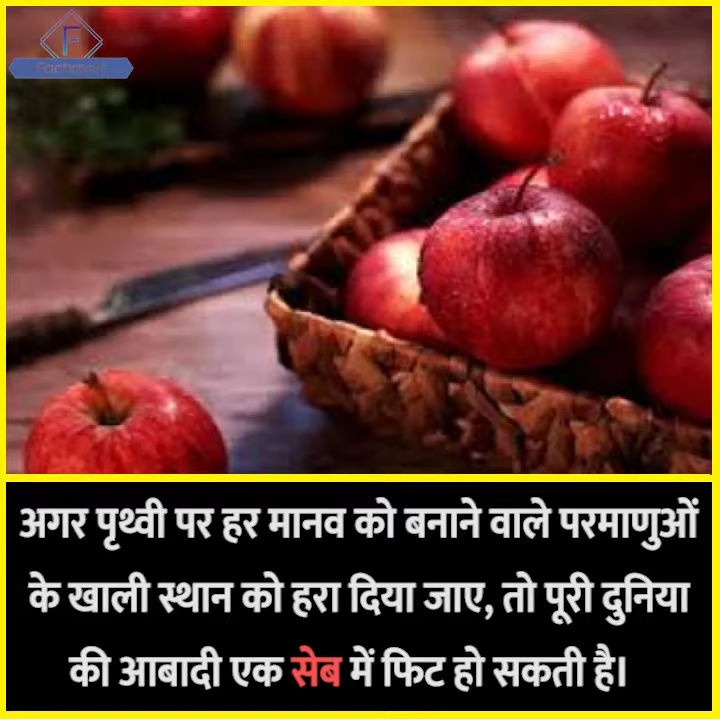 F
अगर पृथ्वी पर हर मानव को बनाने वाले परमाणुओं
के खाली स्थान को हरा दिया जाए, तो पूरी दुनिया
की आबादी एक सेब में फिट हो सकती है।